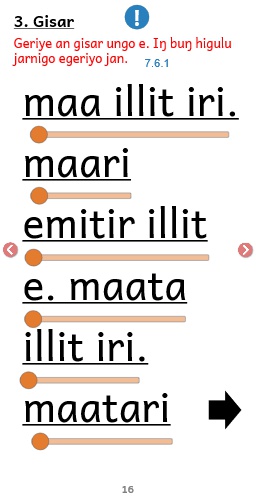 3. Gisar
Geriye an gisar ungo e. Iŋ buŋ higulu
jarnigo egeriyo jan.
7.6.1
maa illit iri.
maari
emitir illit
e. maata
illit iri.
maatari
16